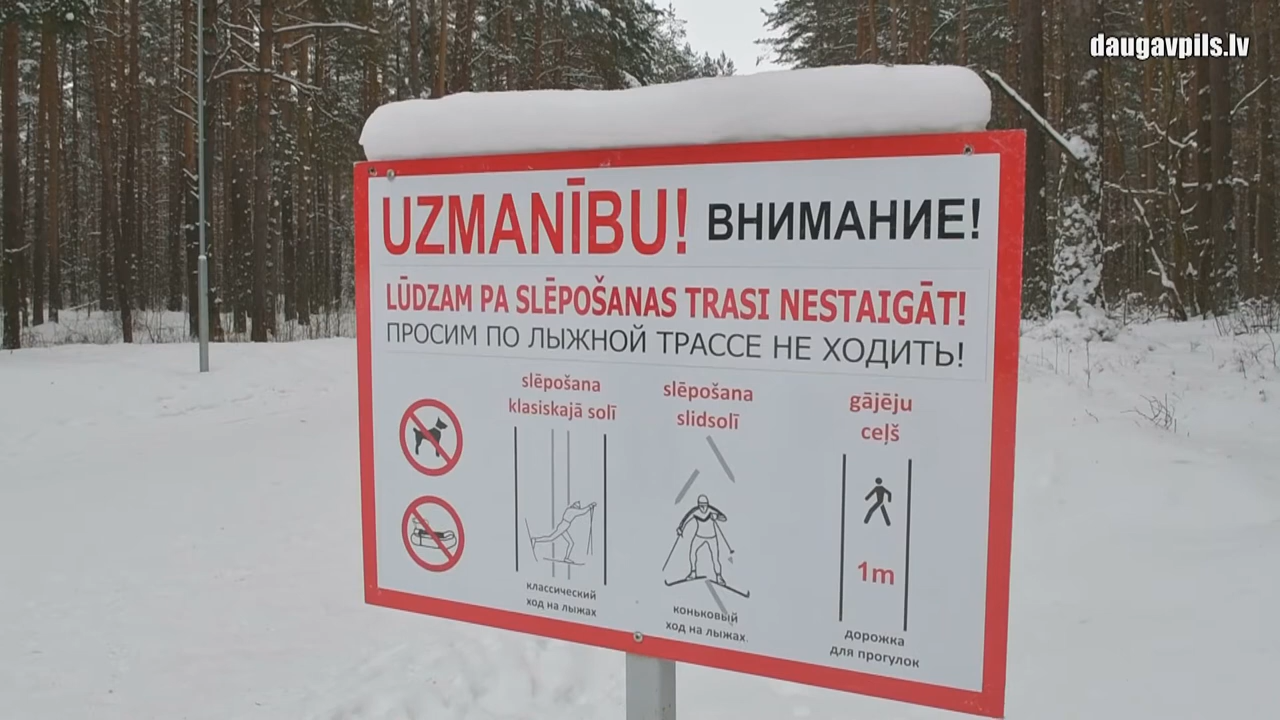 daugavpils.lv
UZMANĪBU! ВНИМАНИЕ!
LŪDZAM PA SLĒPOŠANAS TRASI NESTAIGĀT!
ПРОСИМ ПО ЛЫЖНОЙ ТРАССЕ НЕ ХОДИТЬ!
slēpošana
klasiskajā solī
slēpošana
slidsolī
gājēju
ceļš
1m
классический
ход на лыжах
коньковый
ход на лыжах.
дорожка
для прогулок